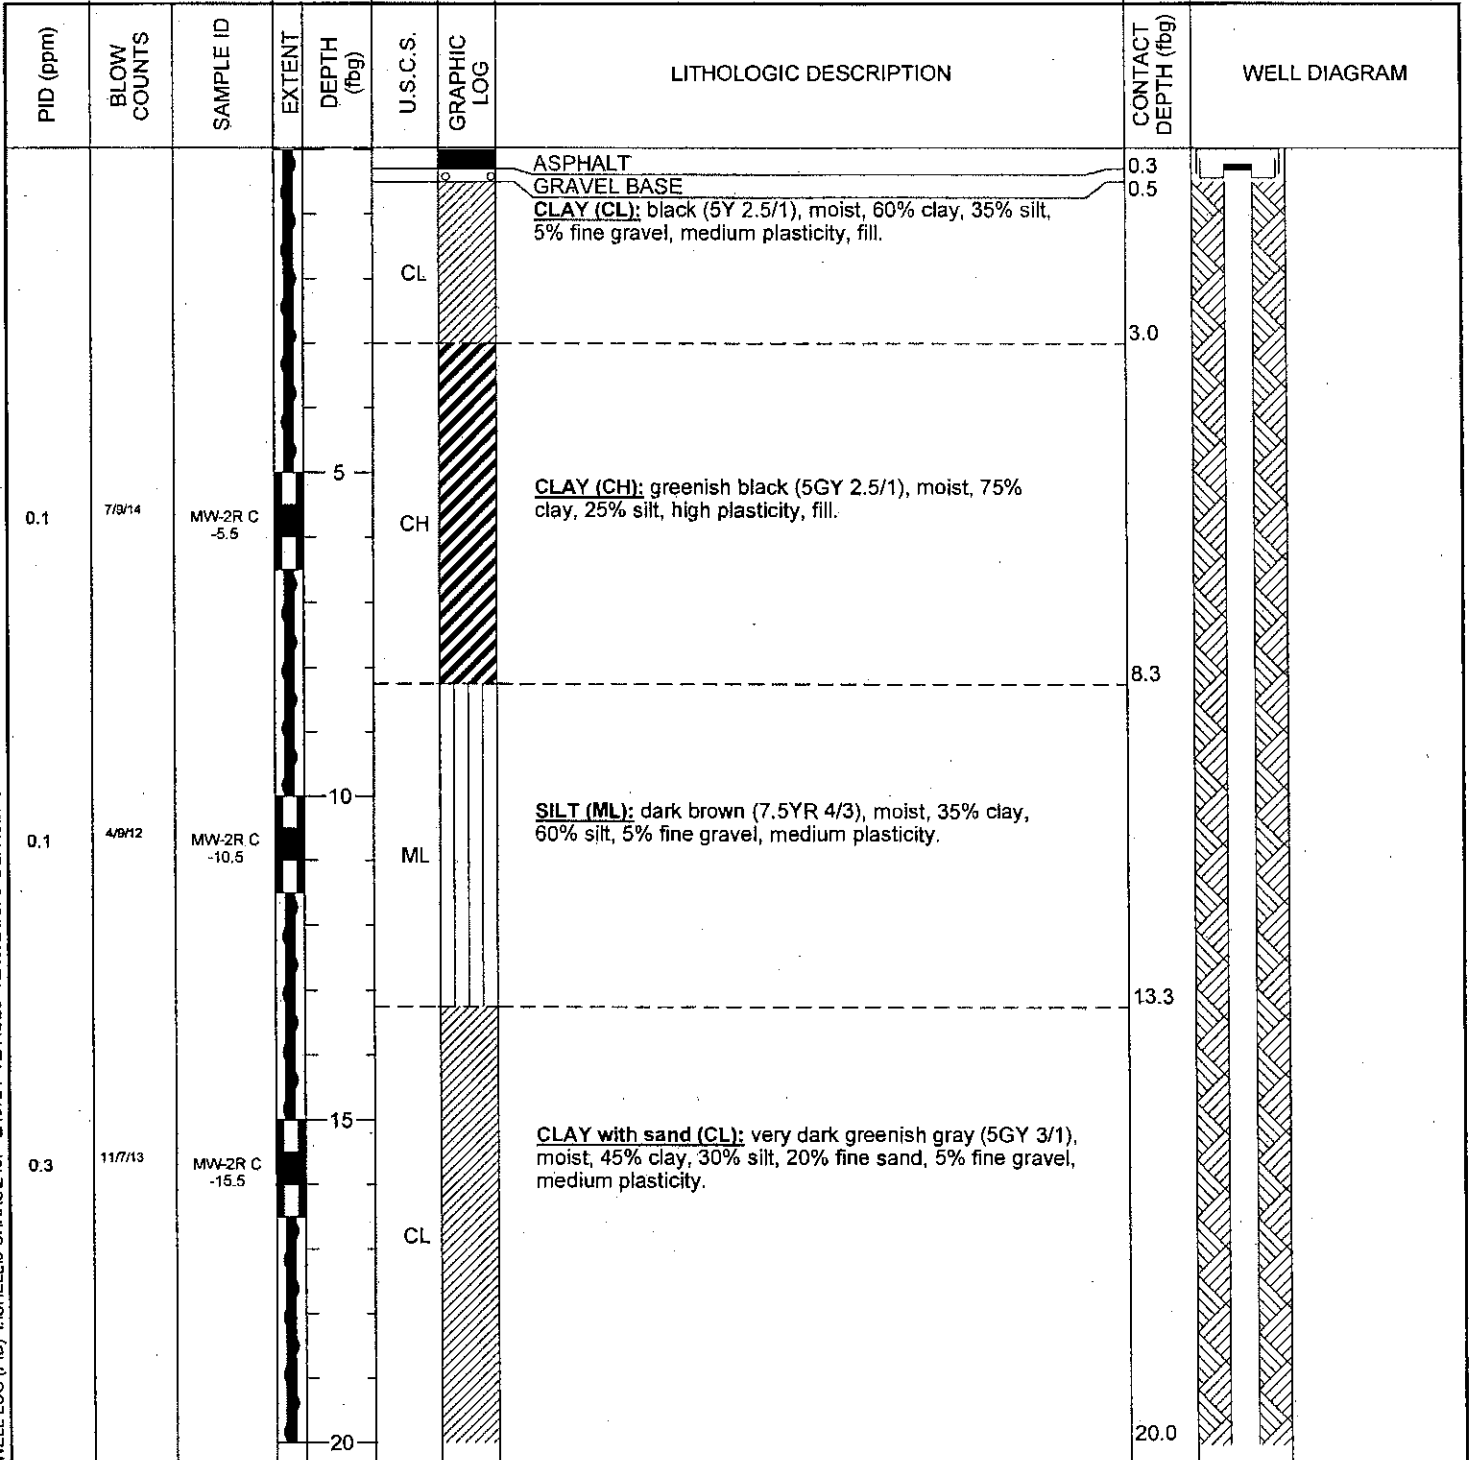 PID (ppm)
BLOW
COUNTS
SAMPLE ID
EXTENT
DEPTH
(fbg)
U.S.C.S.
GRAPHIC
LOG
LITHOLOGIC DESCRIPTION
CONTACT
DEPTH (fbg)
WELL DIAGRAM
ASPHALT
0.3
GRAVEL BASE
0.5
CLAY (CL): black (5Y 2.5/1), moist, 60% clay, 35% silt,
5% fine gravel, medium plasticity, fill.
CL
3.0
5
CLAY (CH): greenish black (5GY 2.5/1), moist, 75%
clay, 25% silt, high plasticity, fill.
0.1
7/9/14
MW-2R C
-5.5
CH
8.3
10
SILT (ML): dark brown (7.5YR 4/3), moist, 35% clay,
60% silt, 5% fine gravel, medium plasticity.
0.1
4/9/12
MW-2R C
-10.5
ML
13.3
15
CLAY with sand (CL): very dark greenish gray (5GY 3/1),
moist, 45% clay, 30% silt, 20% fine sand, 5% fine gravel,
medium plasticity.
0.3
11/7/13
MW-2R C
-15.5
CL
20.0
20